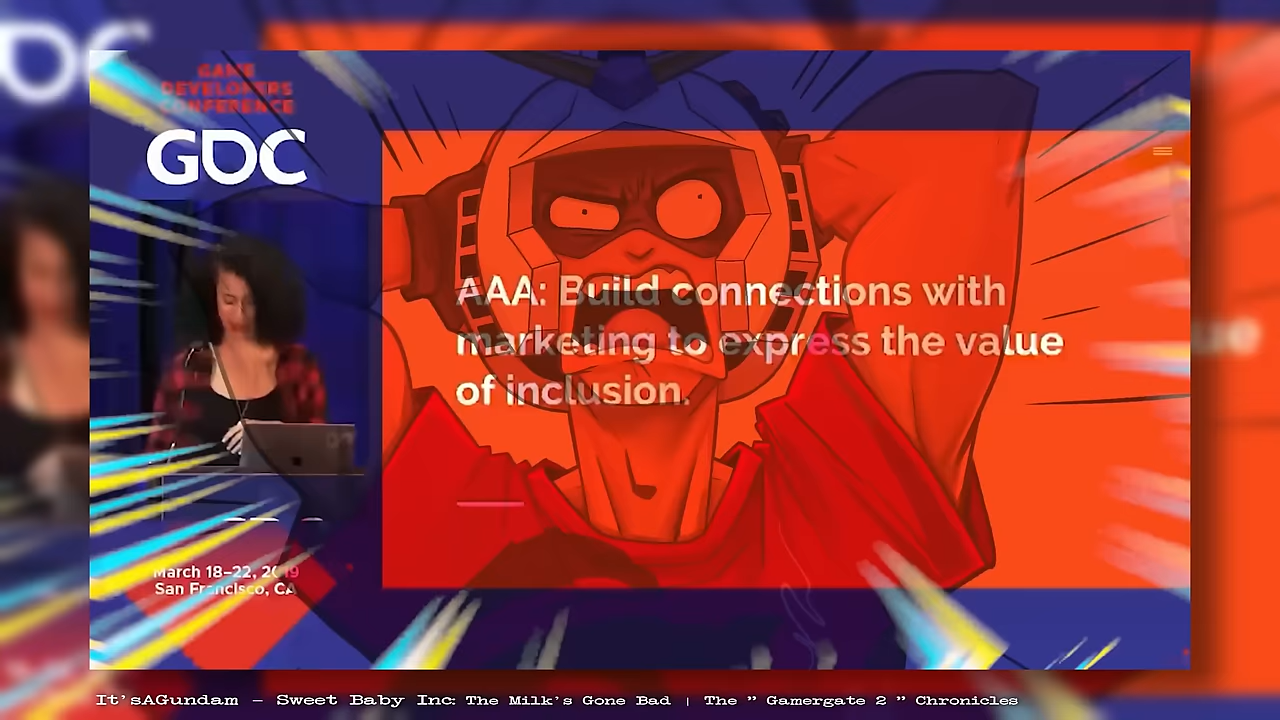 GAME
DEVELOPERS
CONFERENCE
GDC
AAA: Build connections with
marketing to express the value
of inclusion.
March 18–22, 2019
San Francisco, CA
It'sAGundam – Sweet Baby Inc: The Milk's Gone Bad | The " Gamergate 2 " Chronicles